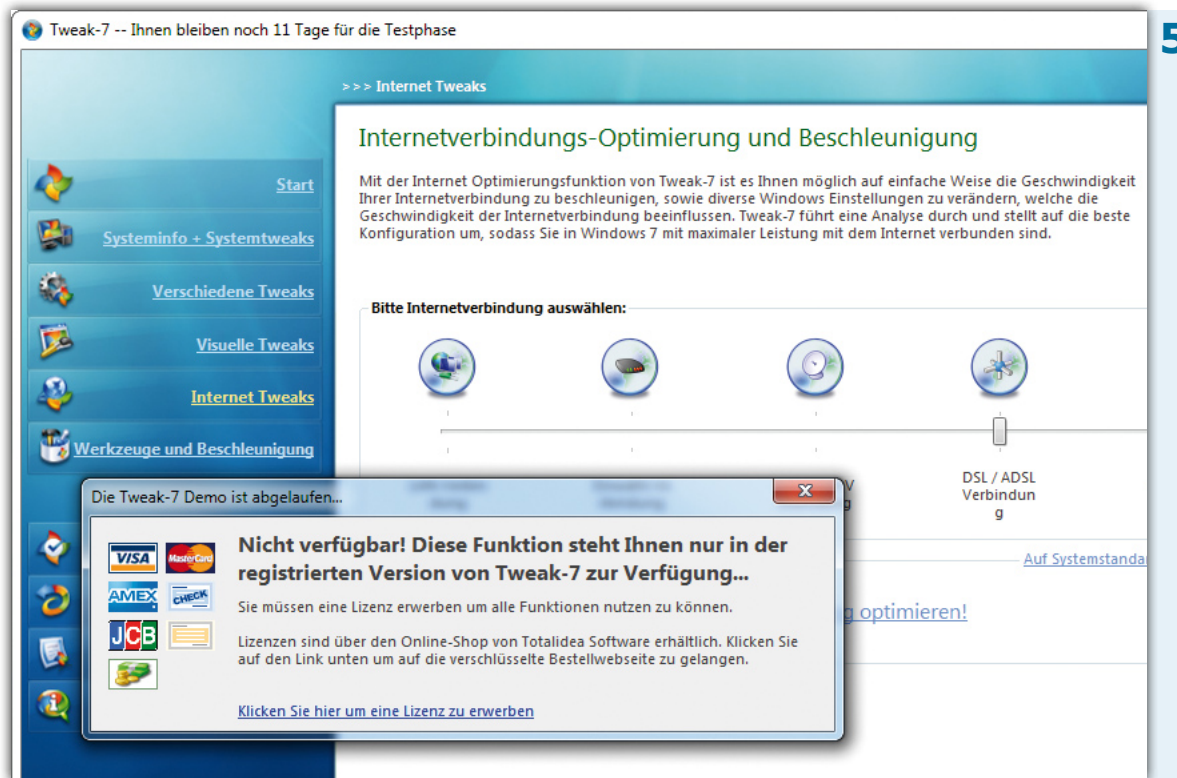 Tweak-7 -- Ihnen bleiben noch 11 Tage für die Testphase
5
>>> Internet Tweaks
Internetverbindungs-Optimierung und Beschleunigung
Mit der Internet Optimierungsfunktion von Tweak-7 ist es Ihnen möglich auf einfache Weise die Geschwindigkeit
Ihrer Internetverbindung zu beschleunigen, sowie diverse Windows Einstellungen zu verändern, welche die
Geschwindigkeit der Internetverbindung beeinflussen. Tweak-7 führt eine Analyse durch und stellt auf die beste
Konfiguration um, sodass Sie in Windows 7 mit maximaler Leistung mit dem Internet verbunden sind.
Start
Systeminfo + Systemtweaks
Verschiedene Tweaks
Visuelle Tweaks
Internet Tweaks
Werkzeuge und Beschleunigung
Bitte Internetverbindung auswählen:
V
g
DSL / ADSL
Verbindun
g
Auf Systemstandar
g optimieren!
Die Tweak-7 Demo ist abgelaufen...
VISA
MasterCard
AMEX
CHECK
JCB
Nicht verfügbar! Diese Funktion steht Ihnen nur in der
registrierten Version von Tweak-7 zur Verfügung...
Sie müssen eine Lizenz erwerben um alle Funktionen nutzen zu können.
Lizenzen sind über den Online-Shop von Totalidea Software erhältlich. Klicken Sie
auf den Link unten um auf die verschlüsselte Bestellwebseite zu gelangen.
Klicken Sie hier um eine Lizenz zu erwerben